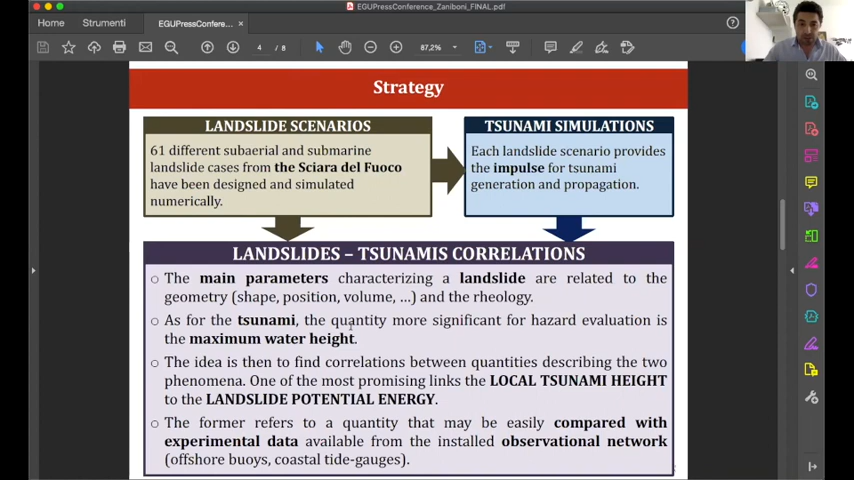 EGUPressConference_Zaniboni_FINAL.pdf
Home
Strumenti
EGUPressConfere... ×
4 / 8
87,2%
Strategy
LANDSLIDE SCENARIOS
61 different subaerial and submarine
landslide cases from the Sciara del Fuoco
have been designed and simulated
numerically.
TSUNAMI SIMULATIONS
Each landslide scenario provides
the impulse for tsunami
generation and propagation.
LANDSLIDES – TSUNAMIS CORRELATIONS
○ The main parameters characterizing a landslide are related to the
geometry (shape, position, volume, ...) and the rheology.
○ As for the tsunami, the quantity more significant for hazard evaluation is
the maximum water height.
○ The idea is then to find correlations between quantities describing the two
phenomena. One of the most promising links the LOCAL TSUNAMI HEIGHT
to the LANDSLIDE POTENTIAL ENERGY.
○ The former refers to a quantity that may be easily compared with
experimental data available from the installed observational network
(offshore buoys, coastal tide-gauges).